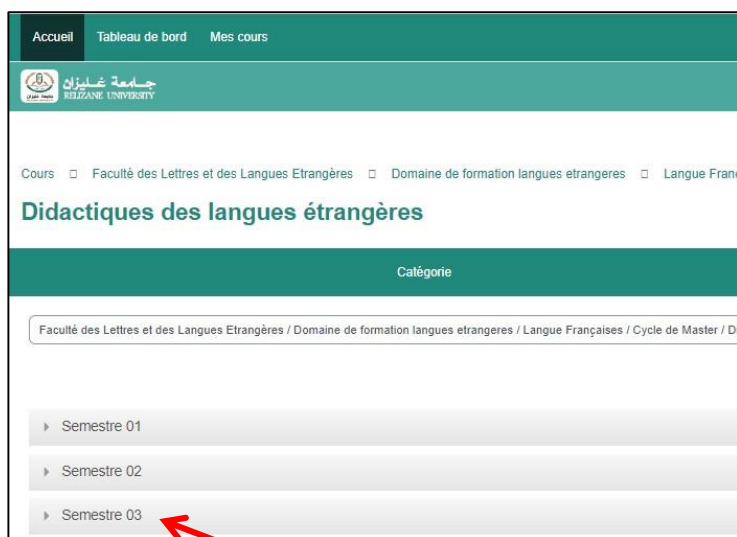 Accueil Tableau de bord Mes cours
جـــامعة غـــليزان
RELIZANE UNIVERSITY
Cours Faculté des Lettres et des Langues Etrangères Domaine de formation langues etrangeres Langue Fran
Didactiques des langues étrangères
Catégorie
Faculté des Lettres et des Langues Etrangères / Domaine de formation langues etrangeres / Langue Françaises / Cycle de Master / D
Semestre 01
Semestre 02
Semestre 03